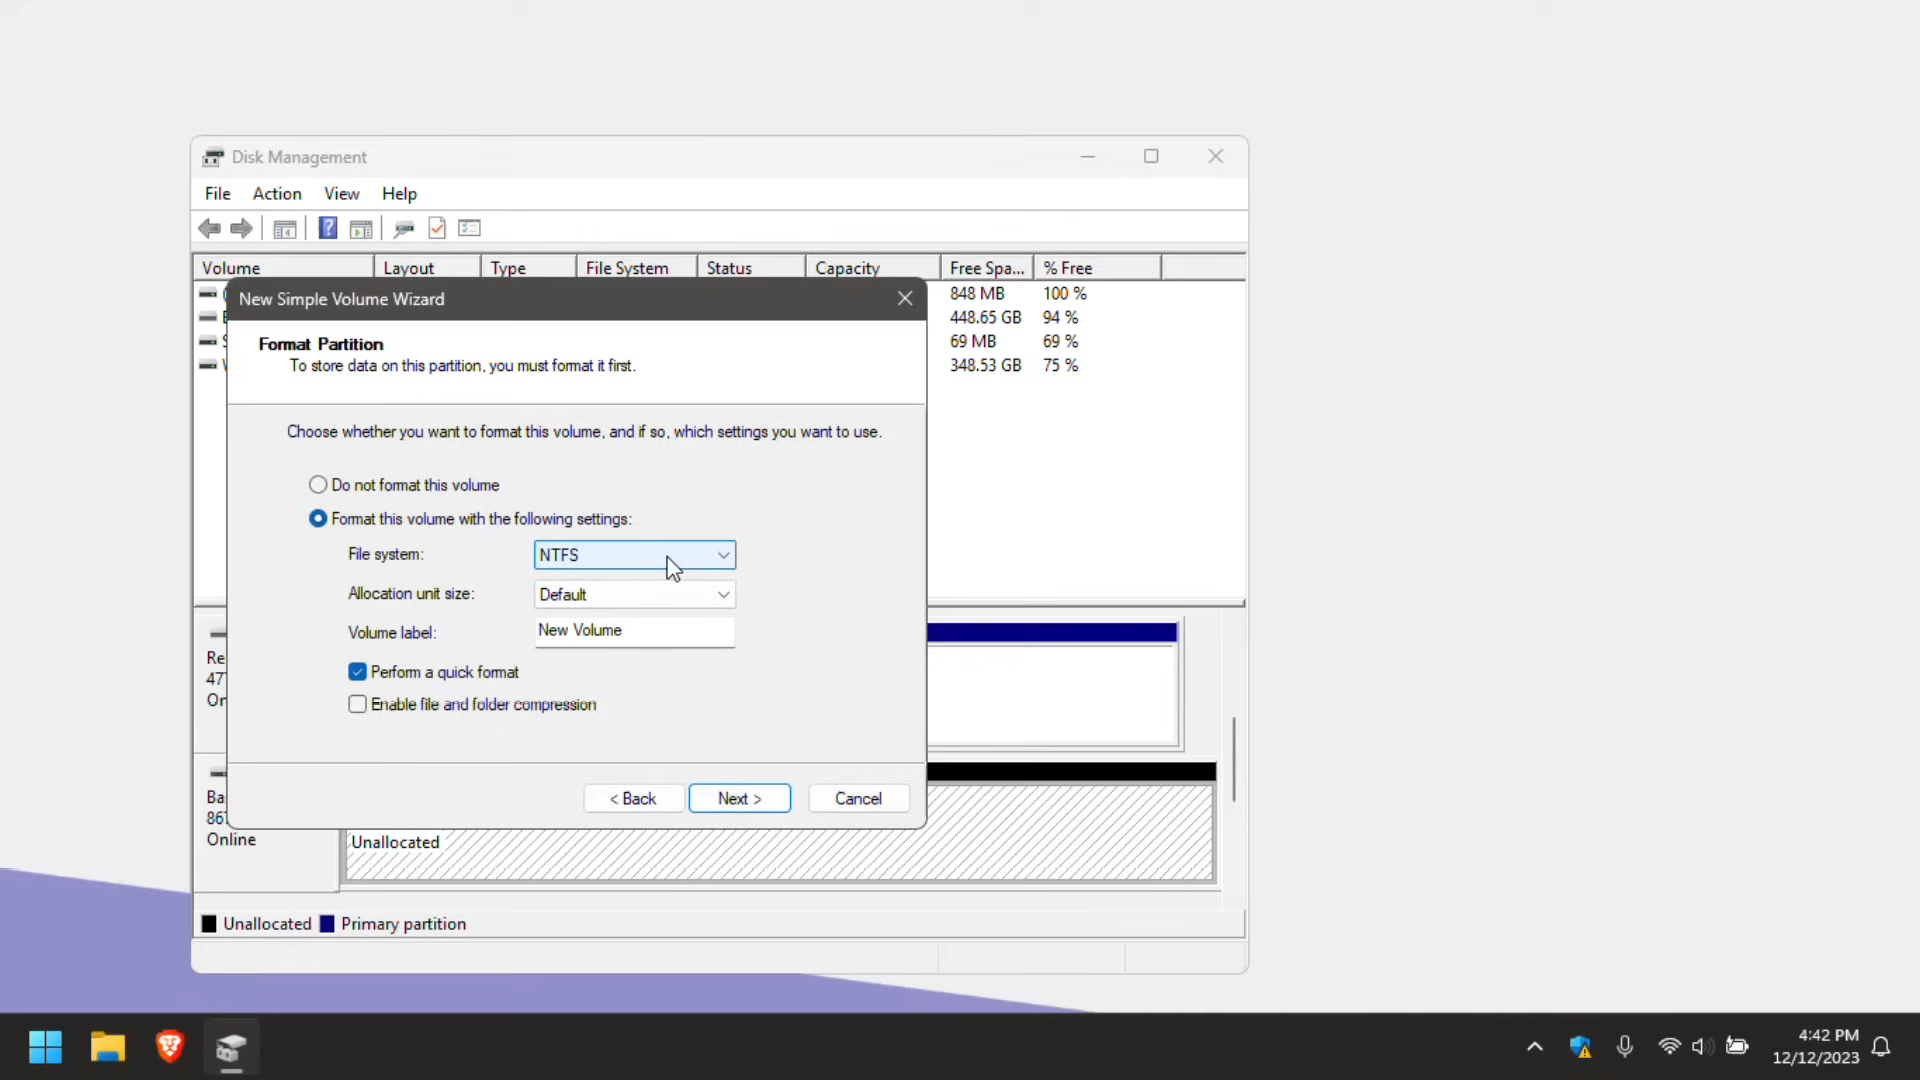 Disk Management
File Action View Help
Volume Layout Type File System Status Capacity Free Spa... % Free
848 MB 100 %
448.65 GB 94 %
69 MB 69 %
348.53 GB 75 %
New Simple Volume Wizard
Format Partition
To store data on this partition, you must format it first.
Choose whether you want to format this volume, and if so, which settings you want to use.
Do not format this volume
Format this volume with the following settings:
File system: NTFS
Allocation unit size: Default
Volume label: New Volume
Perform a quick format
Enable file and folder compression
< Back Next > Cancel
Re
47
On
Ba
867
Online
Unallocated
Unallocated Primary partition
4:42 PM
12/12/2023